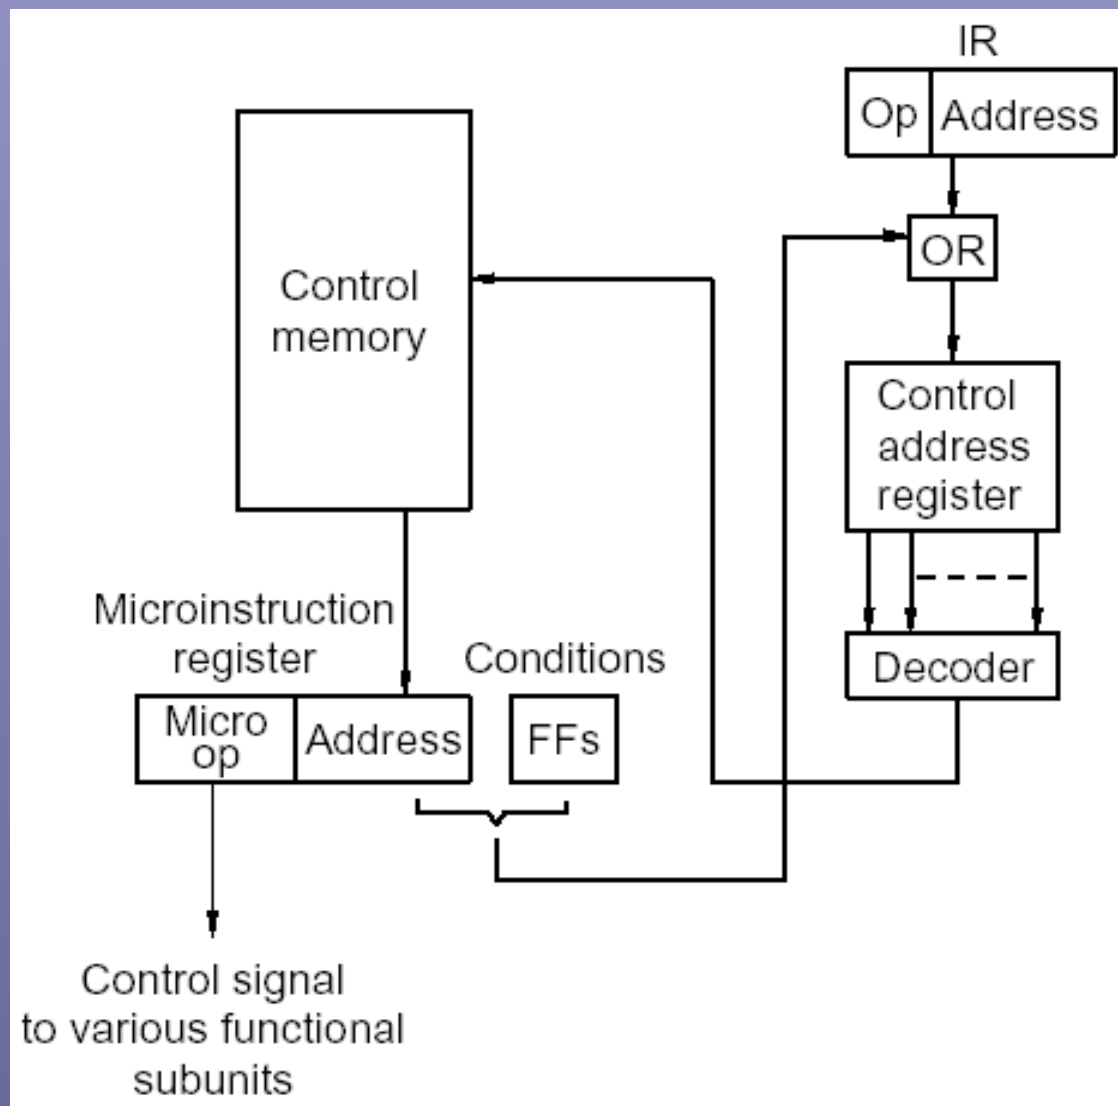 IR
Op Address
OR
Control
memory
Control
address
register
Microinstruction
register
Conditions
Decoder
Micro
op
Address
FFs
Control signal
to various functional
subunits